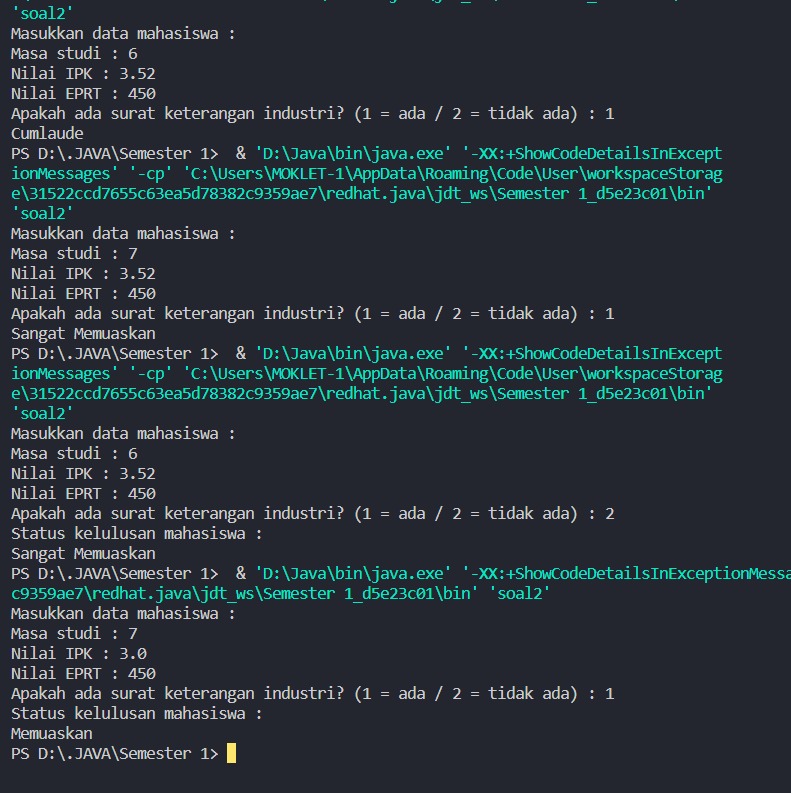 'soal2'
Masukkan data mahasiswa :
Masa studi : 6
Nilai IPK : 3.52
Nilai EPRT : 450
Apakah ada surat keterangan industri? (1 = ada / 2 = tidak ada) : 1
Cumlaude
PS D:\.JAVA\Semester 1>  & 'D:\Java\bin\java.exe' '-XX:+ShowCodeDetailsInExcept
ionMessages' '-cp' 'C:\Users\MOKLET-1\AppData\Roaming\Code\User\workspaceStorag
e\31522ccd7655c63ea5d78382c9359ae7\redhat.java\jdt_ws\Semester 1_d5e23c01\bin'
'soal2'
Masukkan data mahasiswa :
Masa studi : 7
Nilai IPK : 3.52
Nilai EPRT : 450
Apakah ada surat keterangan industri? (1 = ada / 2 = tidak ada) : 1
Sangat Memuaskan
PS D:\.JAVA\Semester 1>  & 'D:\Java\bin\java.exe' '-XX:+ShowCodeDetailsInExcept
ionMessages' '-cp' 'C:\Users\MOKLET-1\AppData\Roaming\Code\User\workspaceStorag
e\31522ccd7655c63ea5d78382c9359ae7\redhat.java\jdt_ws\Semester 1_d5e23c01\bin'
'soal2'
Masukkan data mahasiswa :
Masa studi : 6
Nilai IPK : 3.52
Nilai EPRT : 450
Apakah ada surat keterangan industri? (1 = ada / 2 = tidak ada) : 2
Status kelulusan mahasiswa :
Sangat Memuaskan
PS D:\.JAVA\Semester 1>  & 'D:\Java\bin\java.exe' '-XX:+ShowCodeDetailsInExceptionMessa
c9359ae7\redhat.java\jdt_ws\Semester 1_d5e23c01\bin' 'soal2'
Masukkan data mahasiswa :
Masa studi : 7
Nilai IPK : 3.0
Nilai EPRT : 450
Apakah ada surat keterangan industri? (1 = ada / 2 = tidak ada) : 1
Status kelulusan mahasiswa :
Memuaskan
PS D:\.JAVA\Semester 1>